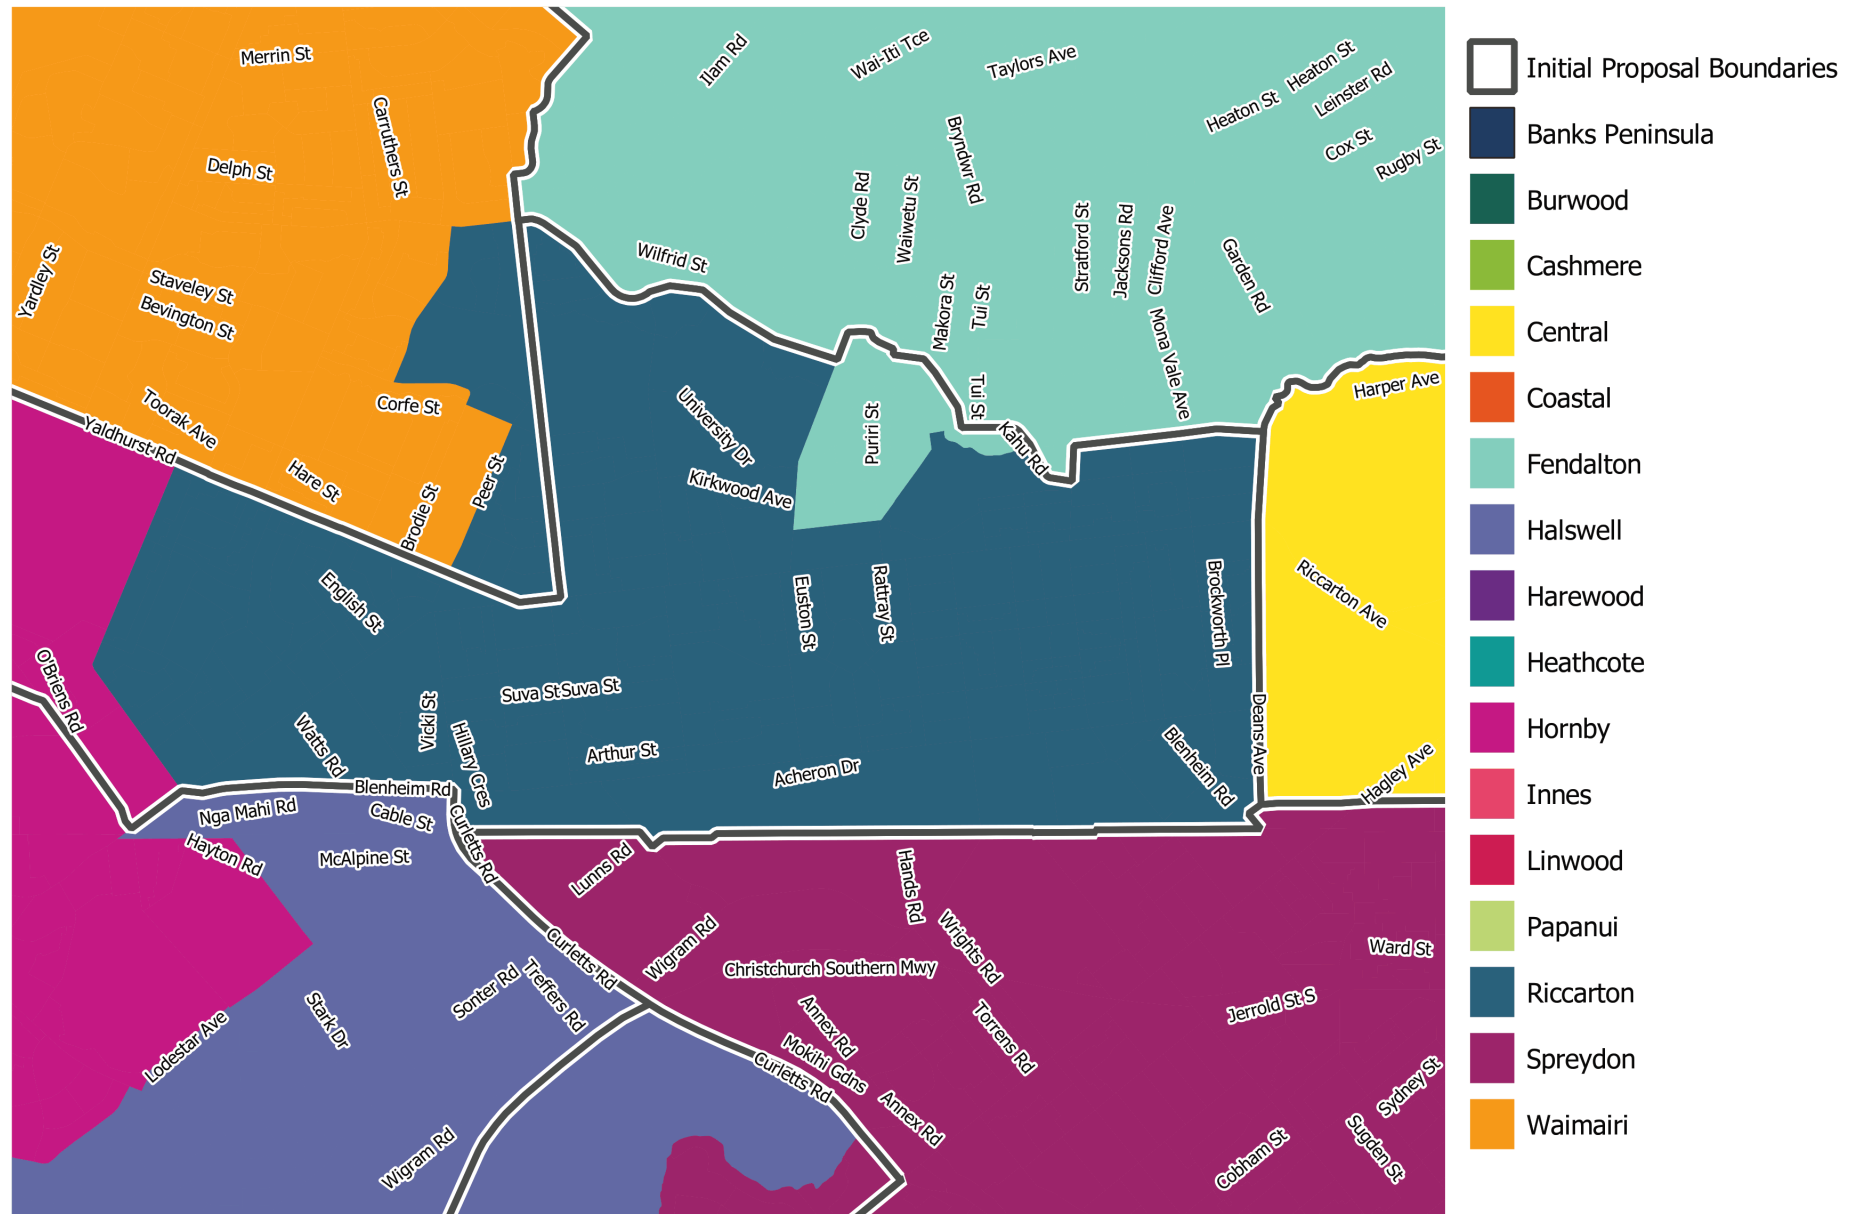 Merrin St
Ilam Rd
Wai-Iti Tce
Taylors Ave
Heaton St
Leinster Rd
Heaton St
Carruthers St
Bryndwr Rd
Cox St
Rugby St
Delph St
Clyde Rd
Waiwetu St
Stratford St
Jacksons Rd
Clifford Ave
Garden Rd
Wilfrid St
Yardley St
Staveley St
Bevington St
Makora St
Tui St
Mona Vale Ave
Harper Ave
Toorak Ave
Corfe St
University Dr
Puriri St
Tui St
Kahu Rd
Yaldhurst Rd
Hare St
Peer St
Brodie St
Kirkwood Ave
English St
Euston St
Rattray St
Brockworth Pl
Riccarton Ave
O'Briens Rd
Suva St
Suva St
Vicki St
Watts Rd
Hillary Cres
Arthur St
Acheron Dr
Blenheim Rd
Deans Ave
Hagley Ave
Blenheim Rd
Nga Mahi Rd
Cable St
Curletts Rd
Hayton Rd
McAlpine St
Lunns Rd
Hands Rd
Wigram Rd
Wrights Rd
Curletts Rd
Christchurch Southern Mwy
Ward St
Sonter Rd
Treffers Rd
Stark Dr
Lodestar Ave
Annex Rd
Torrens Rd
Jerrold St S
Mokihi Gdns
Curletts Rd
Annex Rd
Sydney St
Sugden St
Cobham St
Wigram Rd
Initial Proposal Boundaries
Banks Peninsula
Burwood
Cashmere
Central
Coastal
Fendalton
Halswell
Harewood
Heathcote
Hornby
Innes
Linwood
Papanui
Riccarton
Spreydon
Waimairi